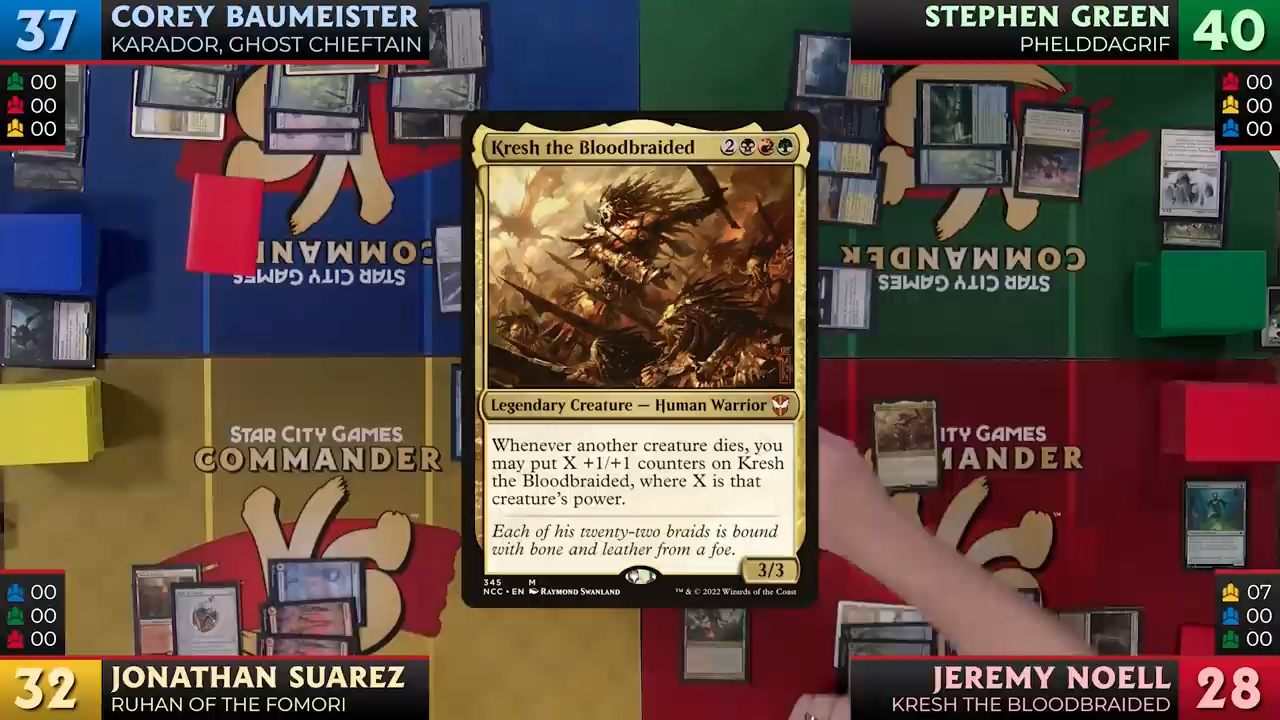 37
COREY BAUMEISTER
KARADOR, GHOST CHIEFTAIN
00
00
00
STEPHEN GREEN
PHELDDAGRIF
40
00
00
00
COMMANDER
STAR CITY GAMES
COMMANDER
STAR CITY GAMES
Kresh the Bloodbraided 2
Legendary Creature — Human Warrior
Whenever another creature dies, you
may put X +1/+1 counters on Kresh
the Bloodbraided, where X is that
creature's power.
Each of his twenty-two braids is bound
with bone and leather from a foe.
3/3
345 M
NCC • EN RAYMOND SWANLAND
™ & © 2022 Wizards of the Coast
STAR CITY GAMES
COMMANDER
VS
ITY GAMES
MANDER
00
00
00
32
JONATHAN SUAREZ
RUHAN OF THE FOMORI
07
00
00
JEREMY NOELL
KRESH THE BLOODBRAIDED
28